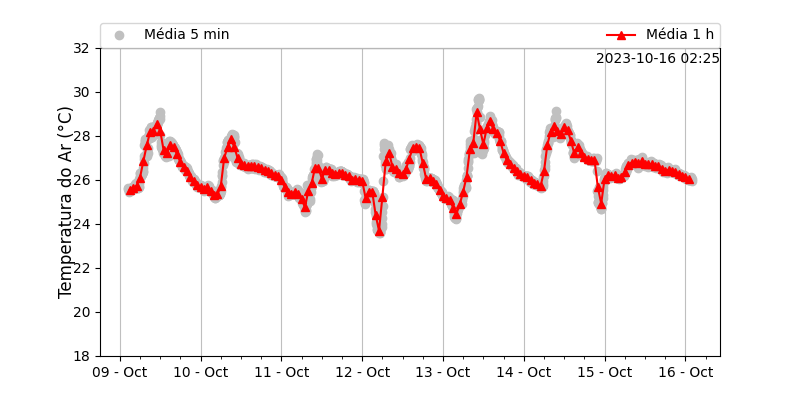 Média 5 min
Média 1 h
2023-10-16 02:25
Temperatura do Ar (°C)
32
30
28
26
24
22
20
18
09 - Oct
10 - Oct
11 - Oct
12 - Oct
13 - Oct
14 - Oct
15 - Oct
16 - Oct